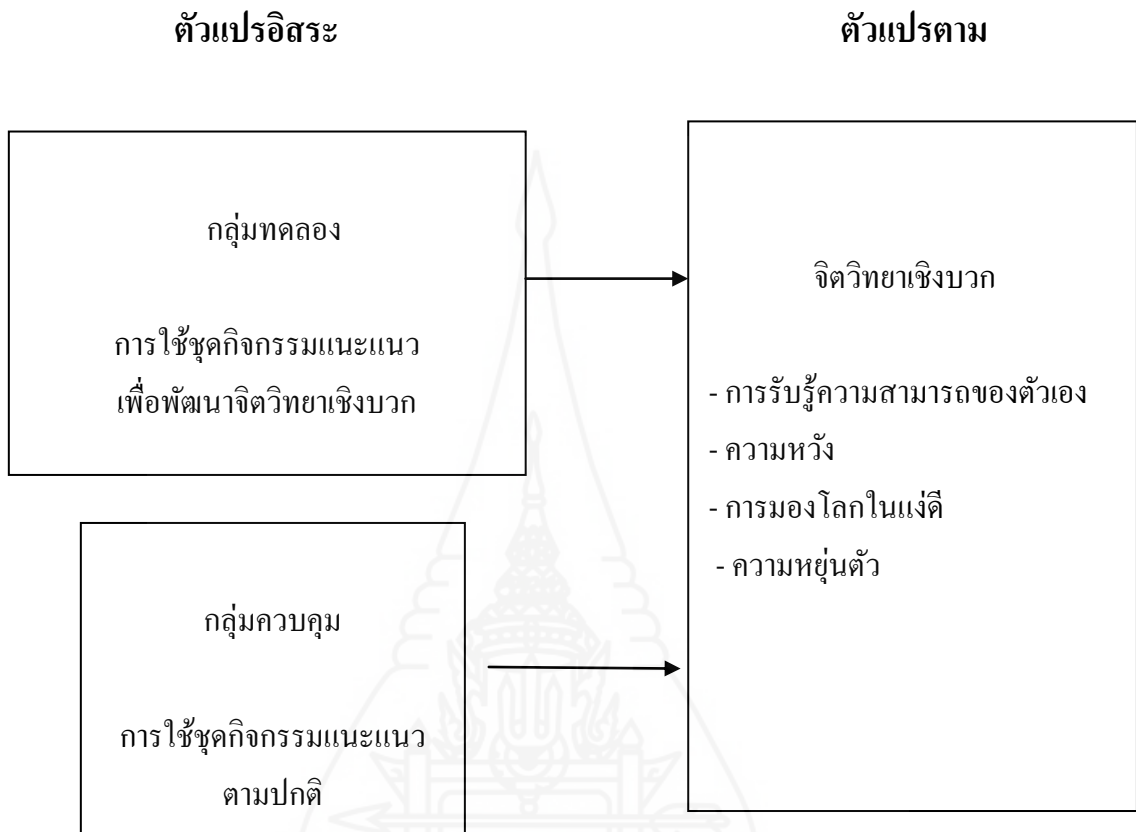 ตัวแปรอิสระ
ตัวแปรตาม
กลุ่มทดลอง
การใช้ชุดกิจกรรมแนะแนว
เพื่อพัฒนาจิตวิทยาเชิงบวก
กลุ่มควบคุม
การใช้ชุดกิจกรรมแนะแนว
ตามปกติ
จิตวิทยาเชิงบวก
- การรับรู้ความสามารถของตัวเอง
- ความหวัง
- การมองโลกในแง่ดี
- ความหยุ่นตัว